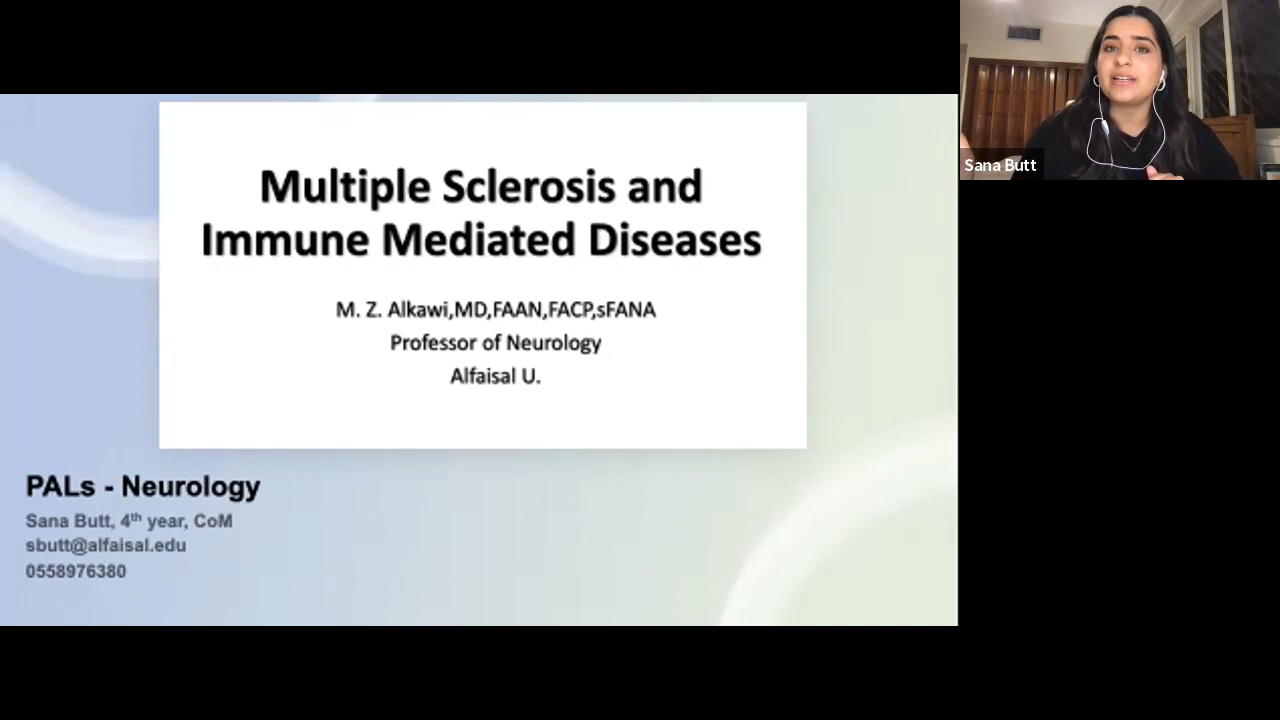 Multiple Sclerosis and
Immune Mediated Diseases
M. Z. Alkawi,MD,FAAN,FACP,sFANA
Professor of Neurology
Alfaisal U.
PALs - Neurology
Sana Butt, 4th year, CoM
sbutt@alfaisal.edu
0558976380
Sana Butt